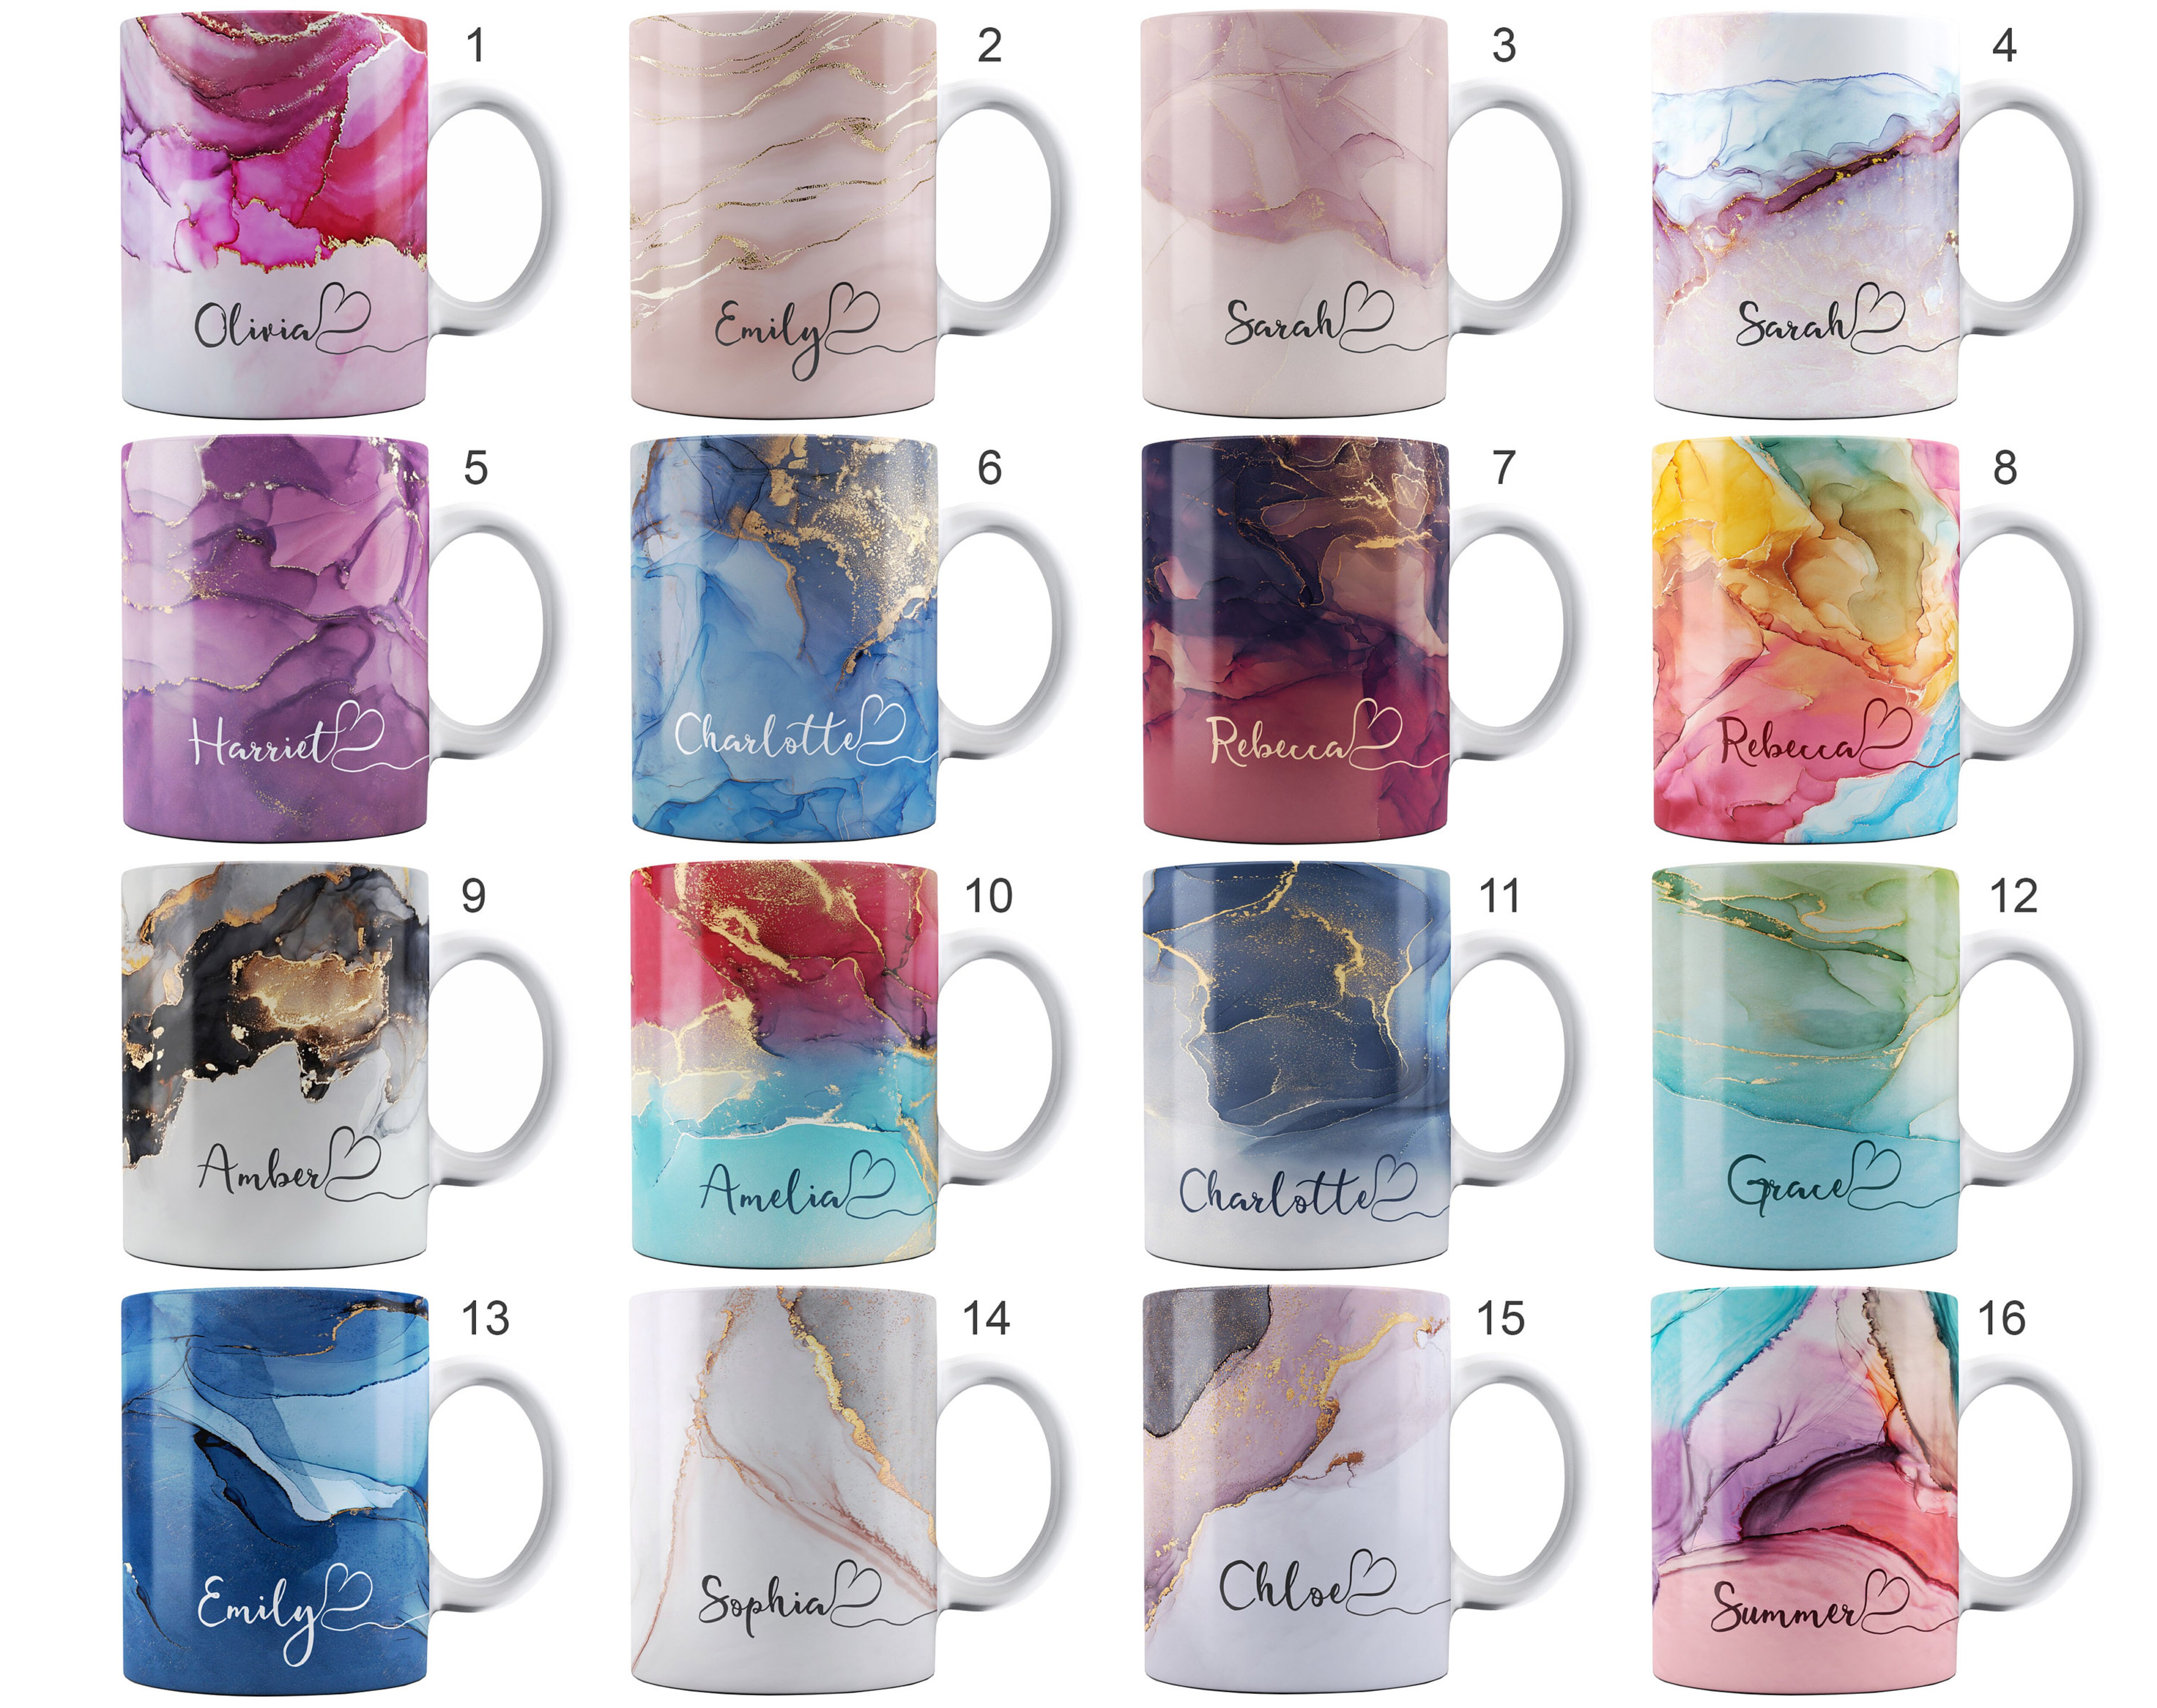 1
Olivia
2
Emily
3
Sarah
4
Sarah
5
Harriet
6
Charlotte
7
Rebecca
8
Rebecca
9
Amber
10
Amelia
11
Charlotte
12
Grace
13
Emily
14
Sophia
15
Chloe
16
Summer